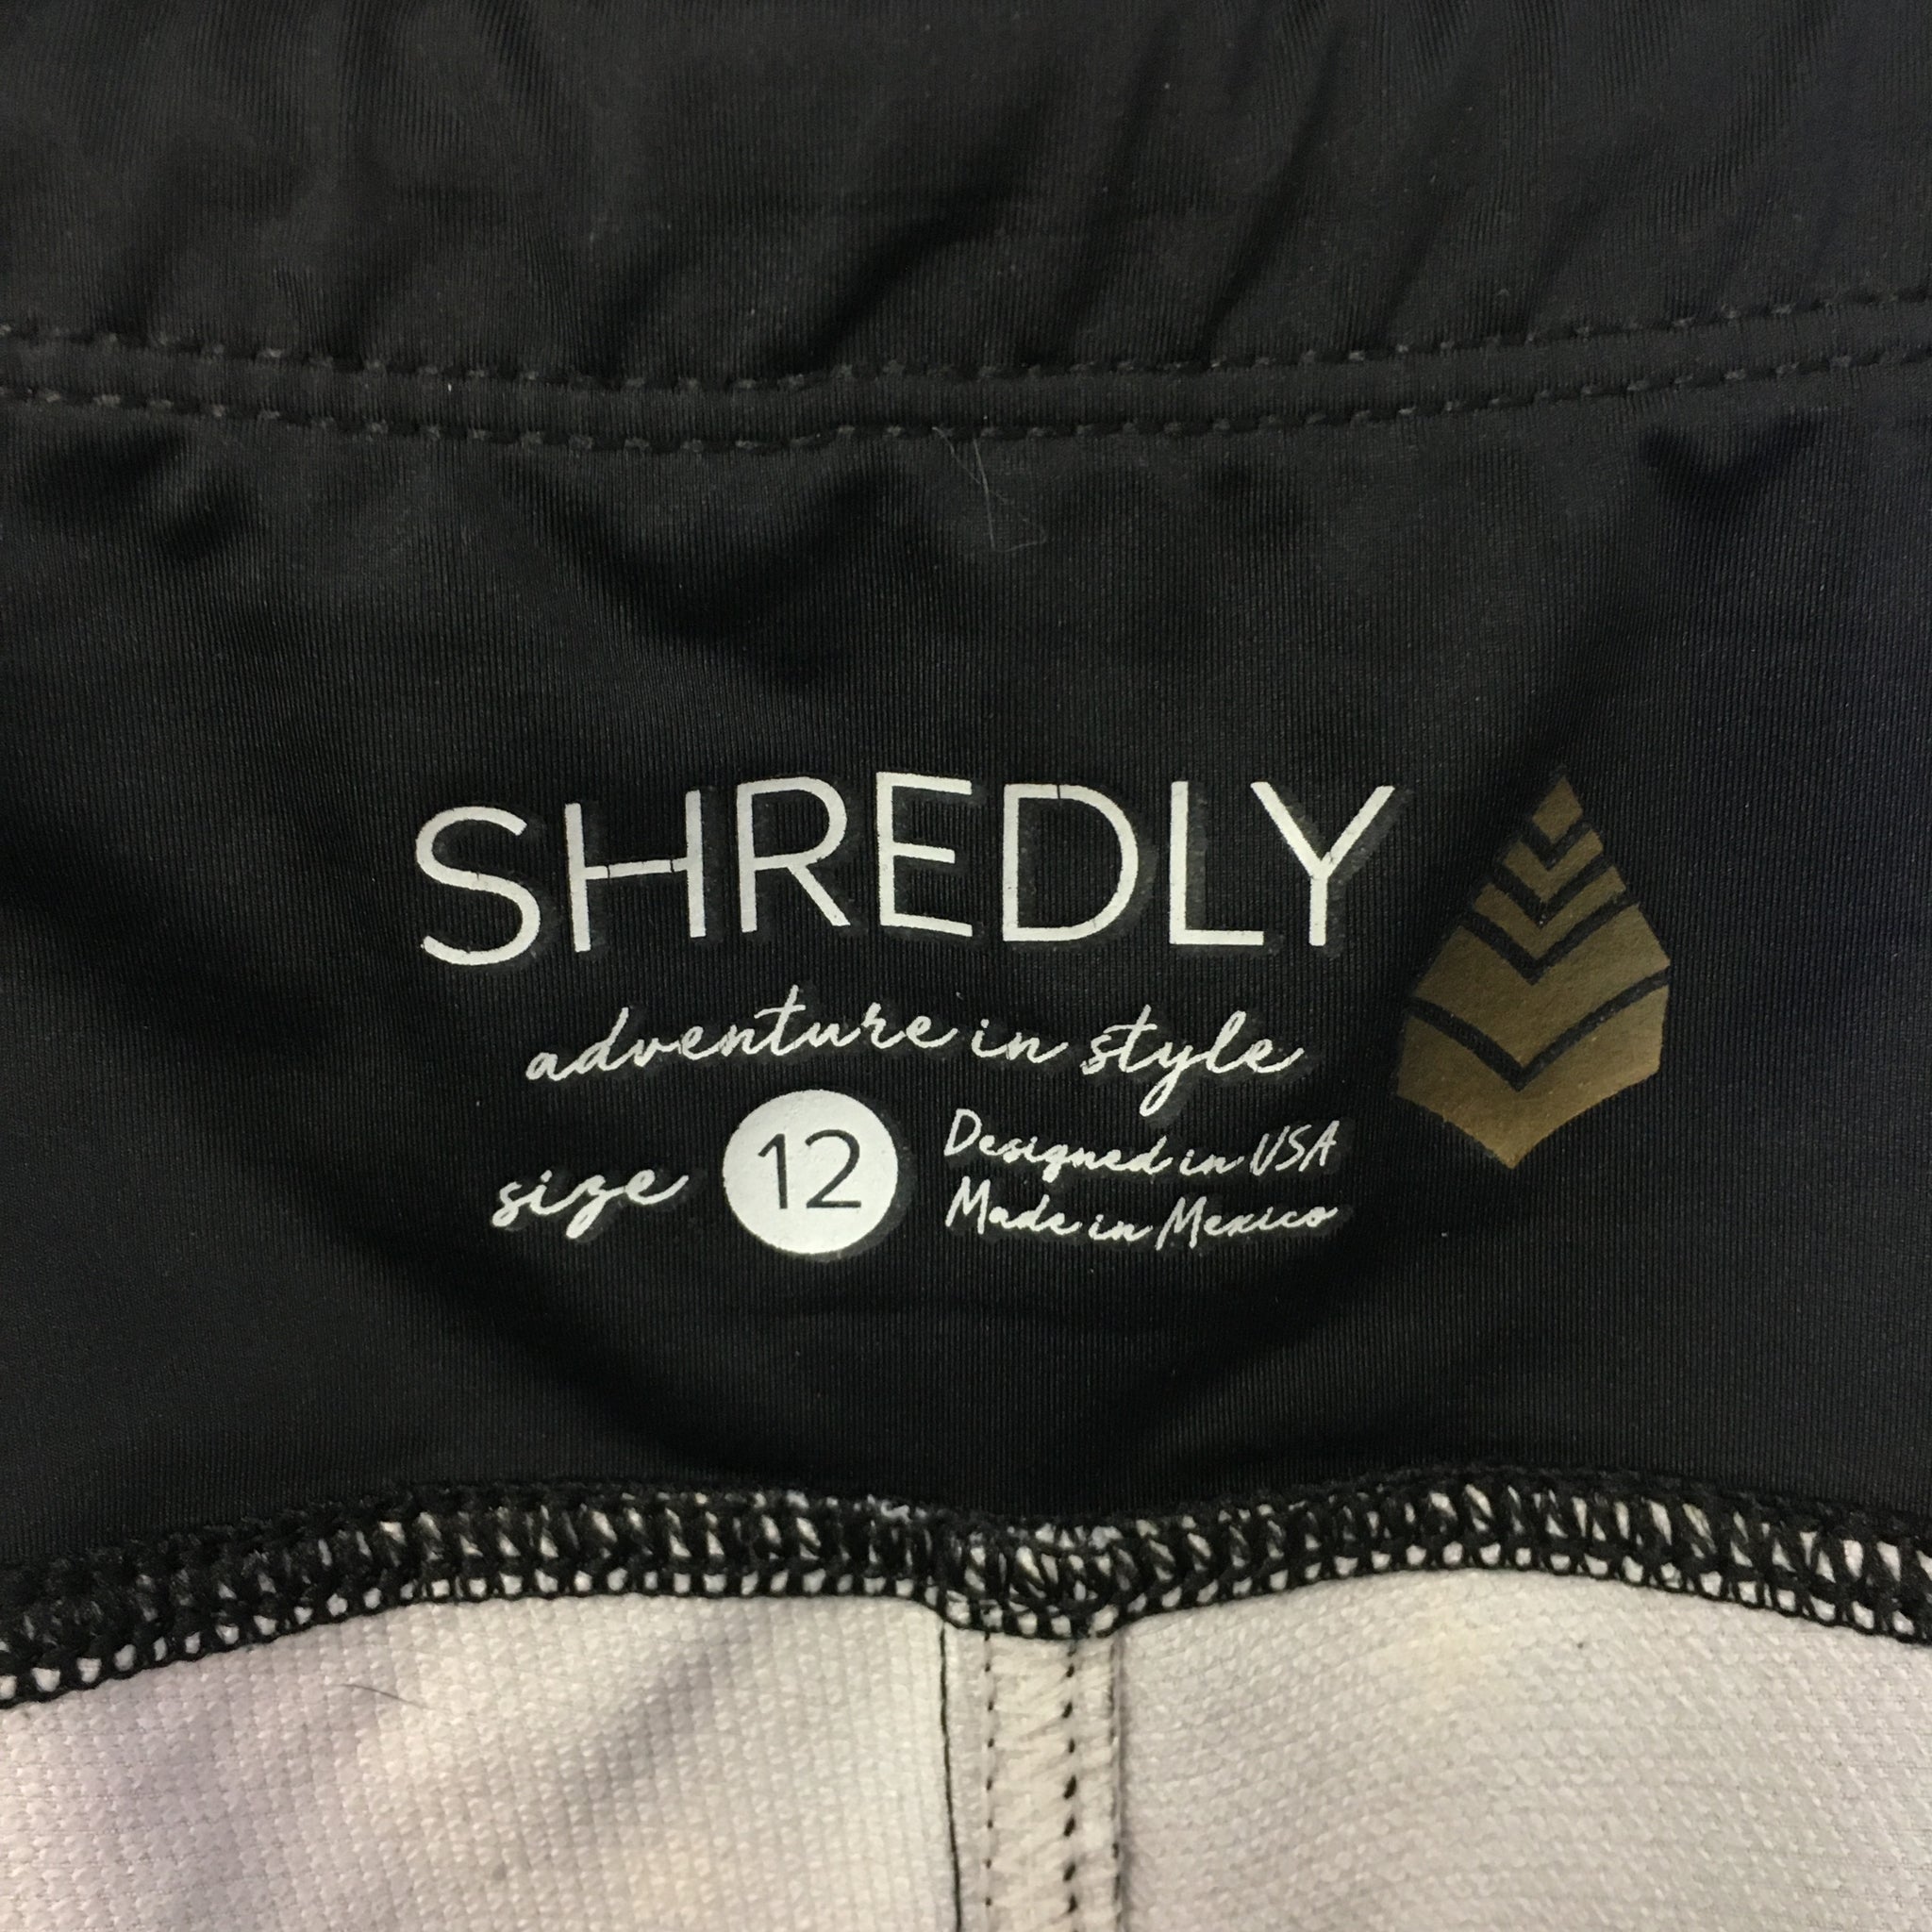 SHREDLY
adventure in style
size 12
Designed in USA
Made in Mexico